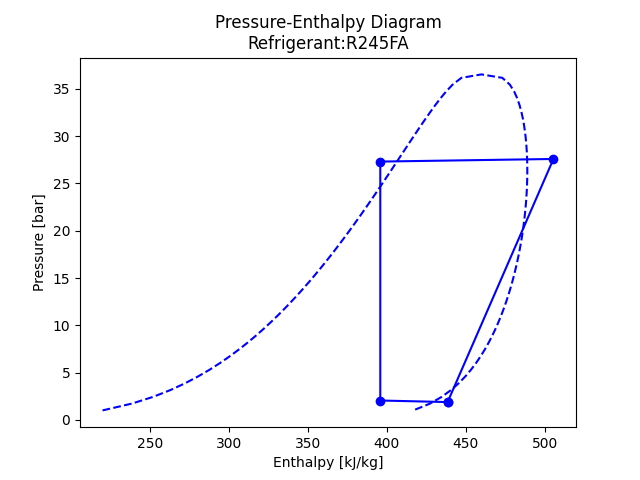 Pressure-Enthalpy Diagram
Refrigerant:R245FA
35
30
25
20
15
10
5
0
Pressure [bar]
250 300 350 400 450 500
Enthalpy [kJ/kg]